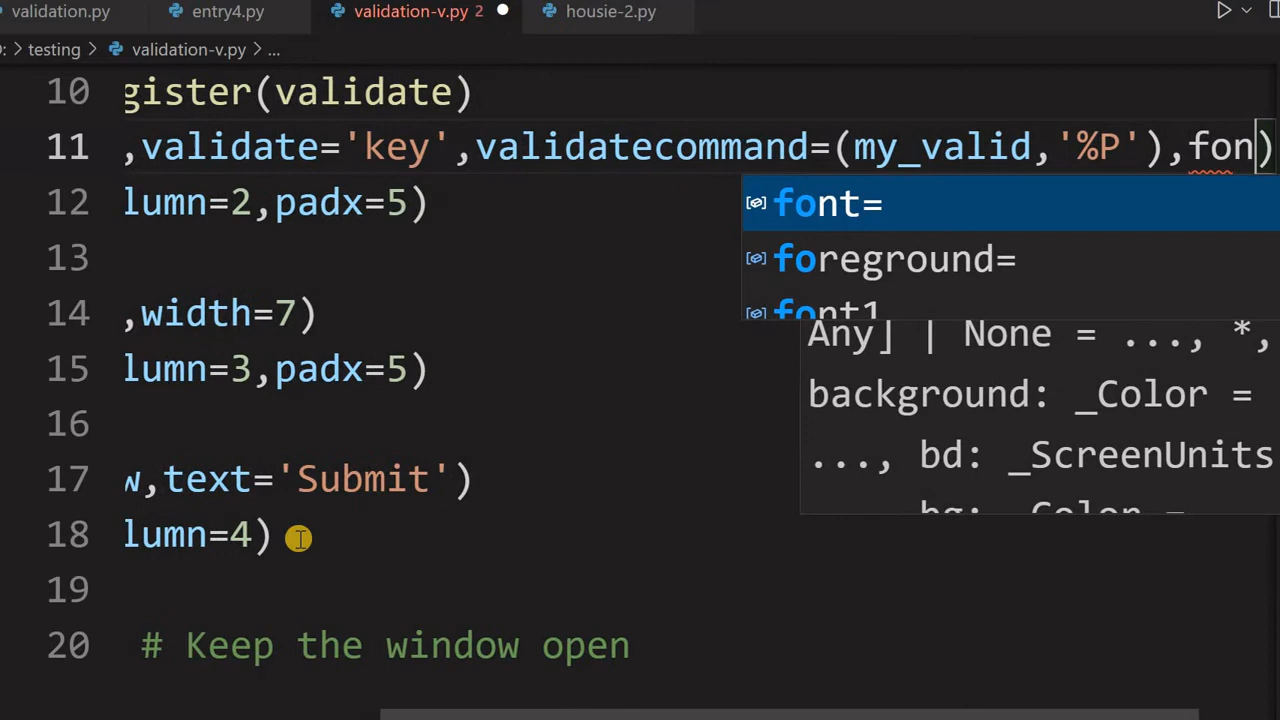 validation.py entry4.py validation-v.py 2 housie-2.py
: > testing > validation-v.py > ...
10 gister(validate)
11 ,validate='key',validatecommand=(my_valid,'%P'),fon)
12 lumn=2,padx=5)
font=
13
foreground=
14 ,width=7)
font1
Any] | None = ..., *,
15 lumn=3,padx=5)
background: _Color =
16
..., bd: _ScreenUnits
17 w,text='Submit')
bg: _Color =
18 lumn=4)
19
20 # Keep the window open